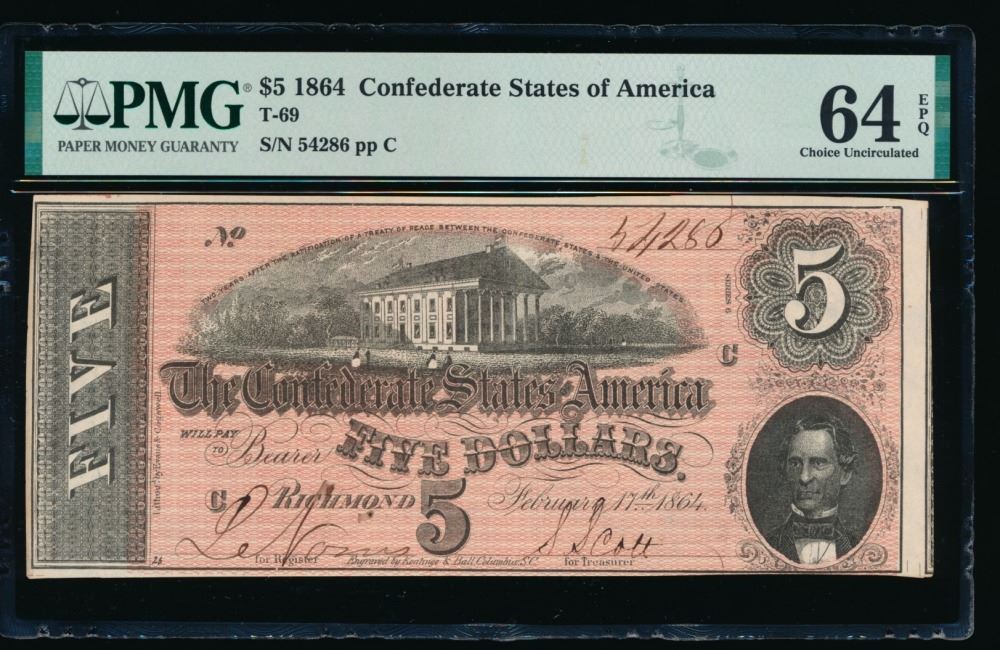 PMG®
PAPER MONEY GUARANTY
$5 1864 Confederate States of America
T-69
S/N 54286 pp C
64 EPQ
Choice Uncirculated
No 54286
TWO YEARS AFTER THE RATIFICATION OF A TREATY OF PEACE BETWEEN THE CONFEDERATE STATES & THE UNITED STATES
FIVE
5
C
The Confederate States of America
WILL PAY
TO Bearer
FIVE DOLLARS.
C RICHMOND 5 February 17th 1864.
S Scott
for Register
Engraved by Keatinge & Ball, Columbia, S.C.
for Treasurer